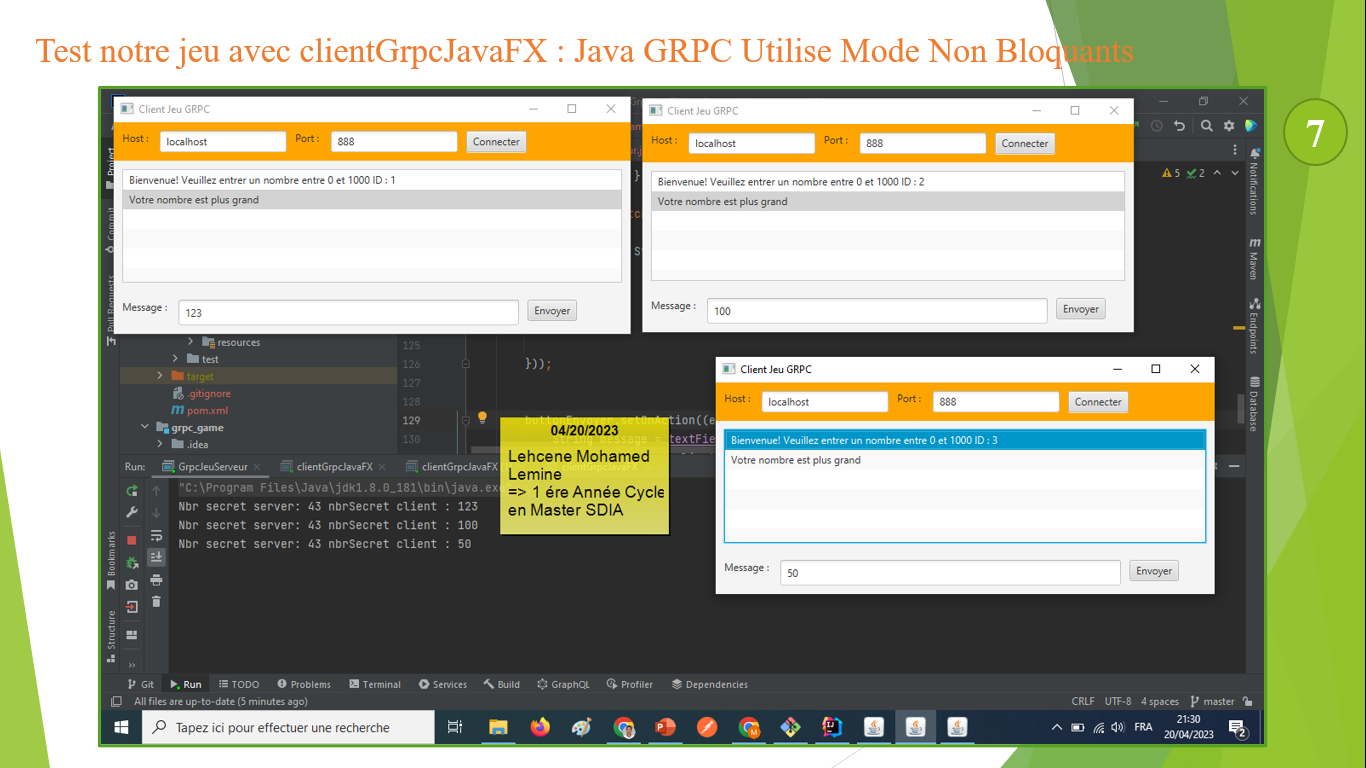 Test notre jeu avec clientGrpcJavaFX : Java GRPC Utilise Mode Non Bloquants
7
Client Jeu GRPC
Host : localhost Port : 888 Connecter
Bienvenue! Veuillez entrer un nombre entre 0 et 1000 ID : 1
Votre nombre est plus grand
Message : 123 Envoyer
Client Jeu GRPC
Host : localhost Port : 888 Connecter
Bienvenue! Veuillez entrer un nombre entre 0 et 1000 ID : 2
Votre nombre est plus grand
Message : 100 Envoyer
5 2
Project
Commit
Pull Requests
Notifications
Maven
Endpoints
Database
resources
test
target
.gitignore
pom.xml
grpc_game
.idea
125
126 }));
127
128
129
130 String message = textFie
Client Jeu GRPC
Host : localhost Port : 888 Connecter
Bienvenue! Veuillez entrer un nombre entre 0 et 1000 ID : 3
Votre nombre est plus grand
Message : 50 Envoyer
04/20/2023
Lehcene Mohamed
Lemine
=> 1 ére Année Cycle
en Master SDIA
Run: GrpcJeuServeur clientGrpcJavaFX clientGrpcJavaFX clientGrpcJavaFX
"C:\Program Files\Java\jdk1.8.0_181\bin\java.exe
Nbr secret server: 43 nbrSecret client : 123
Nbr secret server: 43 nbrSecret client : 100
Nbr secret server: 43 nbrSecret client : 50
Bookmarks
Structure
Git Run TODO Problems Terminal Services Build GraphQL Profiler Dependencies
All files are up-to-date (5 minutes ago) CRLF UTF-8 4 spaces master
Tapez ici pour effectuer une recherche
FRA
21:30
20/04/2023
2